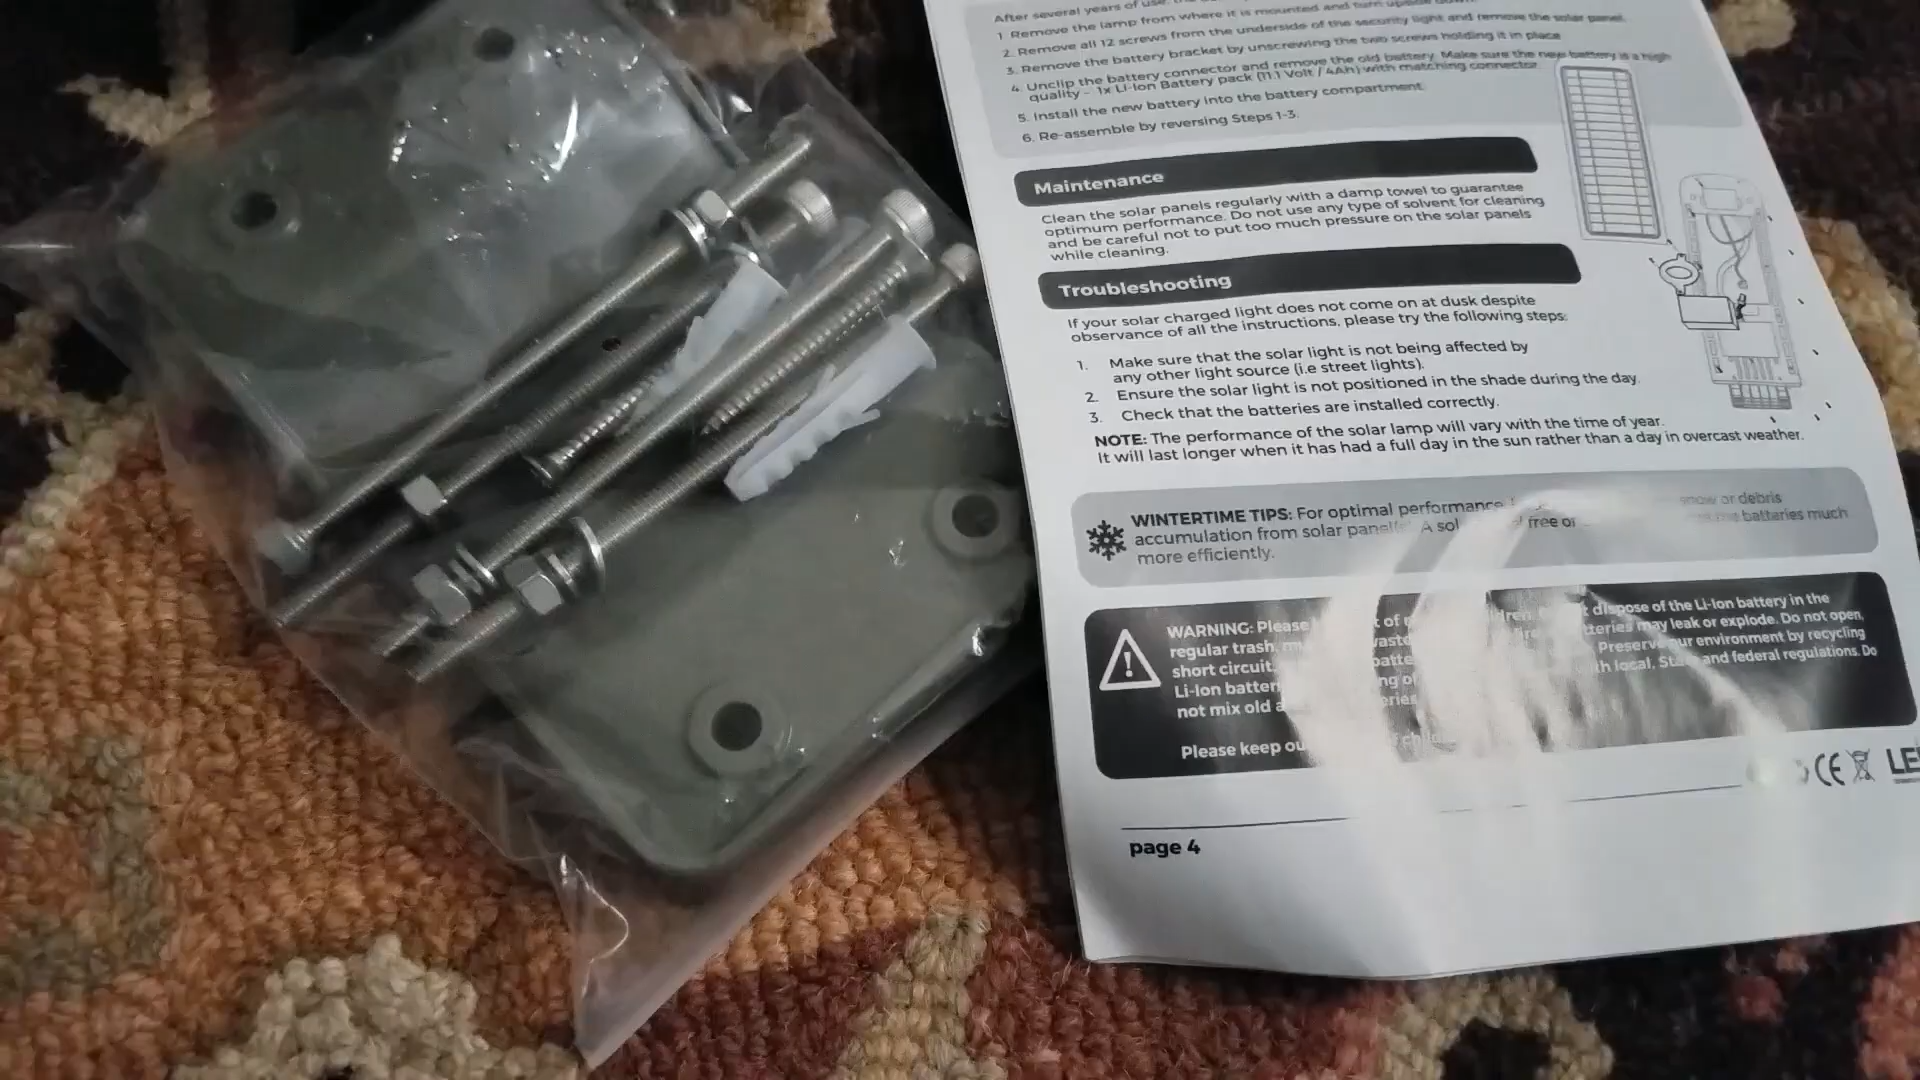 After several years of use, the
1 Remove the lamp from where it is mounted and turn upside down.
2. Remove all 12 screws from the underside of the security light and remove the solar panel.
3. Remove the battery bracket by unscrewing the two screws holding it in place
4. Unclip the battery connector and remove the old battery. Make sure the new battery is a high
quality - 1x Li-Ion Battery pack (11.1 Volt / 4Ah) with matching connector.
5. Install the new battery into the battery compartment.
6. Re-assemble by reversing Steps 1-3.
Maintenance
Clean the solar panels regularly with a damp towel to guarantee
optimum performance. Do not use any type of solvent for cleaning
and be careful not to put too much pressure on the solar panels
while cleaning.
Troubleshooting
If your solar charged light does not come on at dusk despite
observance of all the instructions, please try the following steps:
1. Make sure that the solar light is not being affected by
any other light source (i.e street lights).
2. Ensure the solar light is not positioned in the shade during the day.
3. Check that the batteries are installed correctly.
NOTE: The performance of the solar lamp will vary with the time of year.
It will last longer when it has had a full day in the sun rather than a day in overcast weather.
WINTERTIME TIPS: For optimal performance snow or debris
accumulation from solar panel A free of the batteries much
more efficiently.
WARNING: Please dispose of the Li-Ion battery in the
regular trash, may leak or explode. Do not open,
short circuit. Preserve our environment by recycling
Li-Ion with local, State and federal regulations. Do
not mix old
Please keep out of
CE
page 4